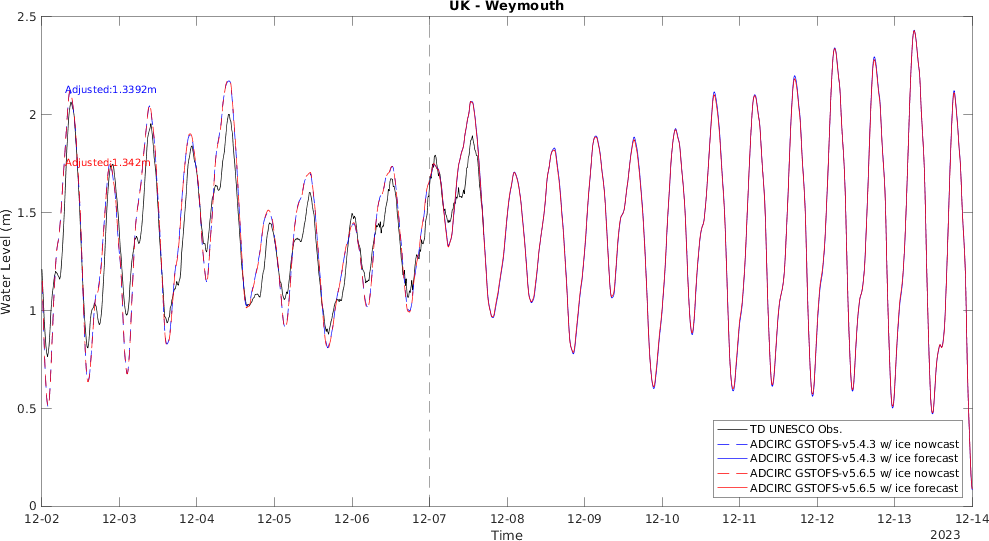 UK - Weymouth
2.5
2
1.5
1
0.5
0
Water Level (m)
Adjusted:1.3392m
Adjusted:1.342m
TD UNESCO Obs.
ADCIRC GSTOFS-v5.4.3 w/ ice nowcast
ADCIRC GSTOFS-v5.4.3 w/ ice forecast
ADCIRC GSTOFS-v5.6.5 w/ ice nowcast
ADCIRC GSTOFS-v5.6.5 w/ ice forecast
12-02 12-03 12-04 12-05 12-06 12-07 12-08 12-09 12-10 12-11 12-12 12-13 12-14
Time
2023